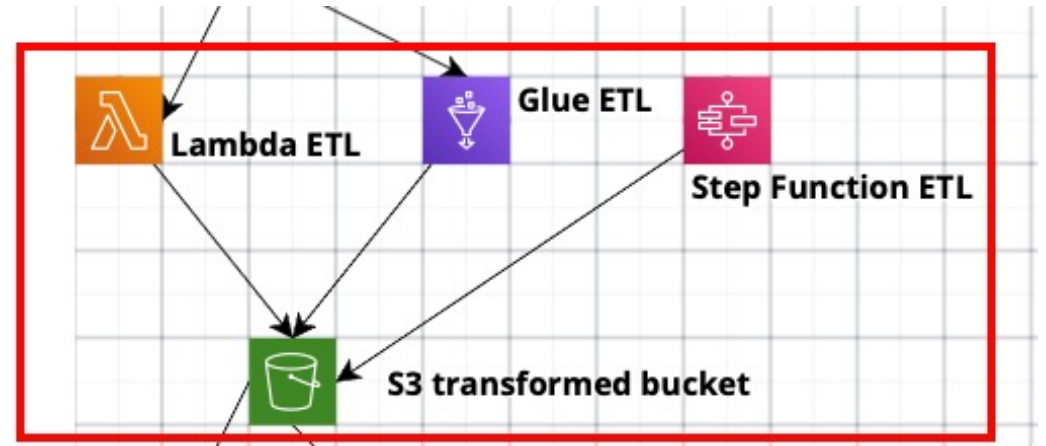 Glue ETL
Lambda ETL
Step Function ETL
S3 transformed bucket